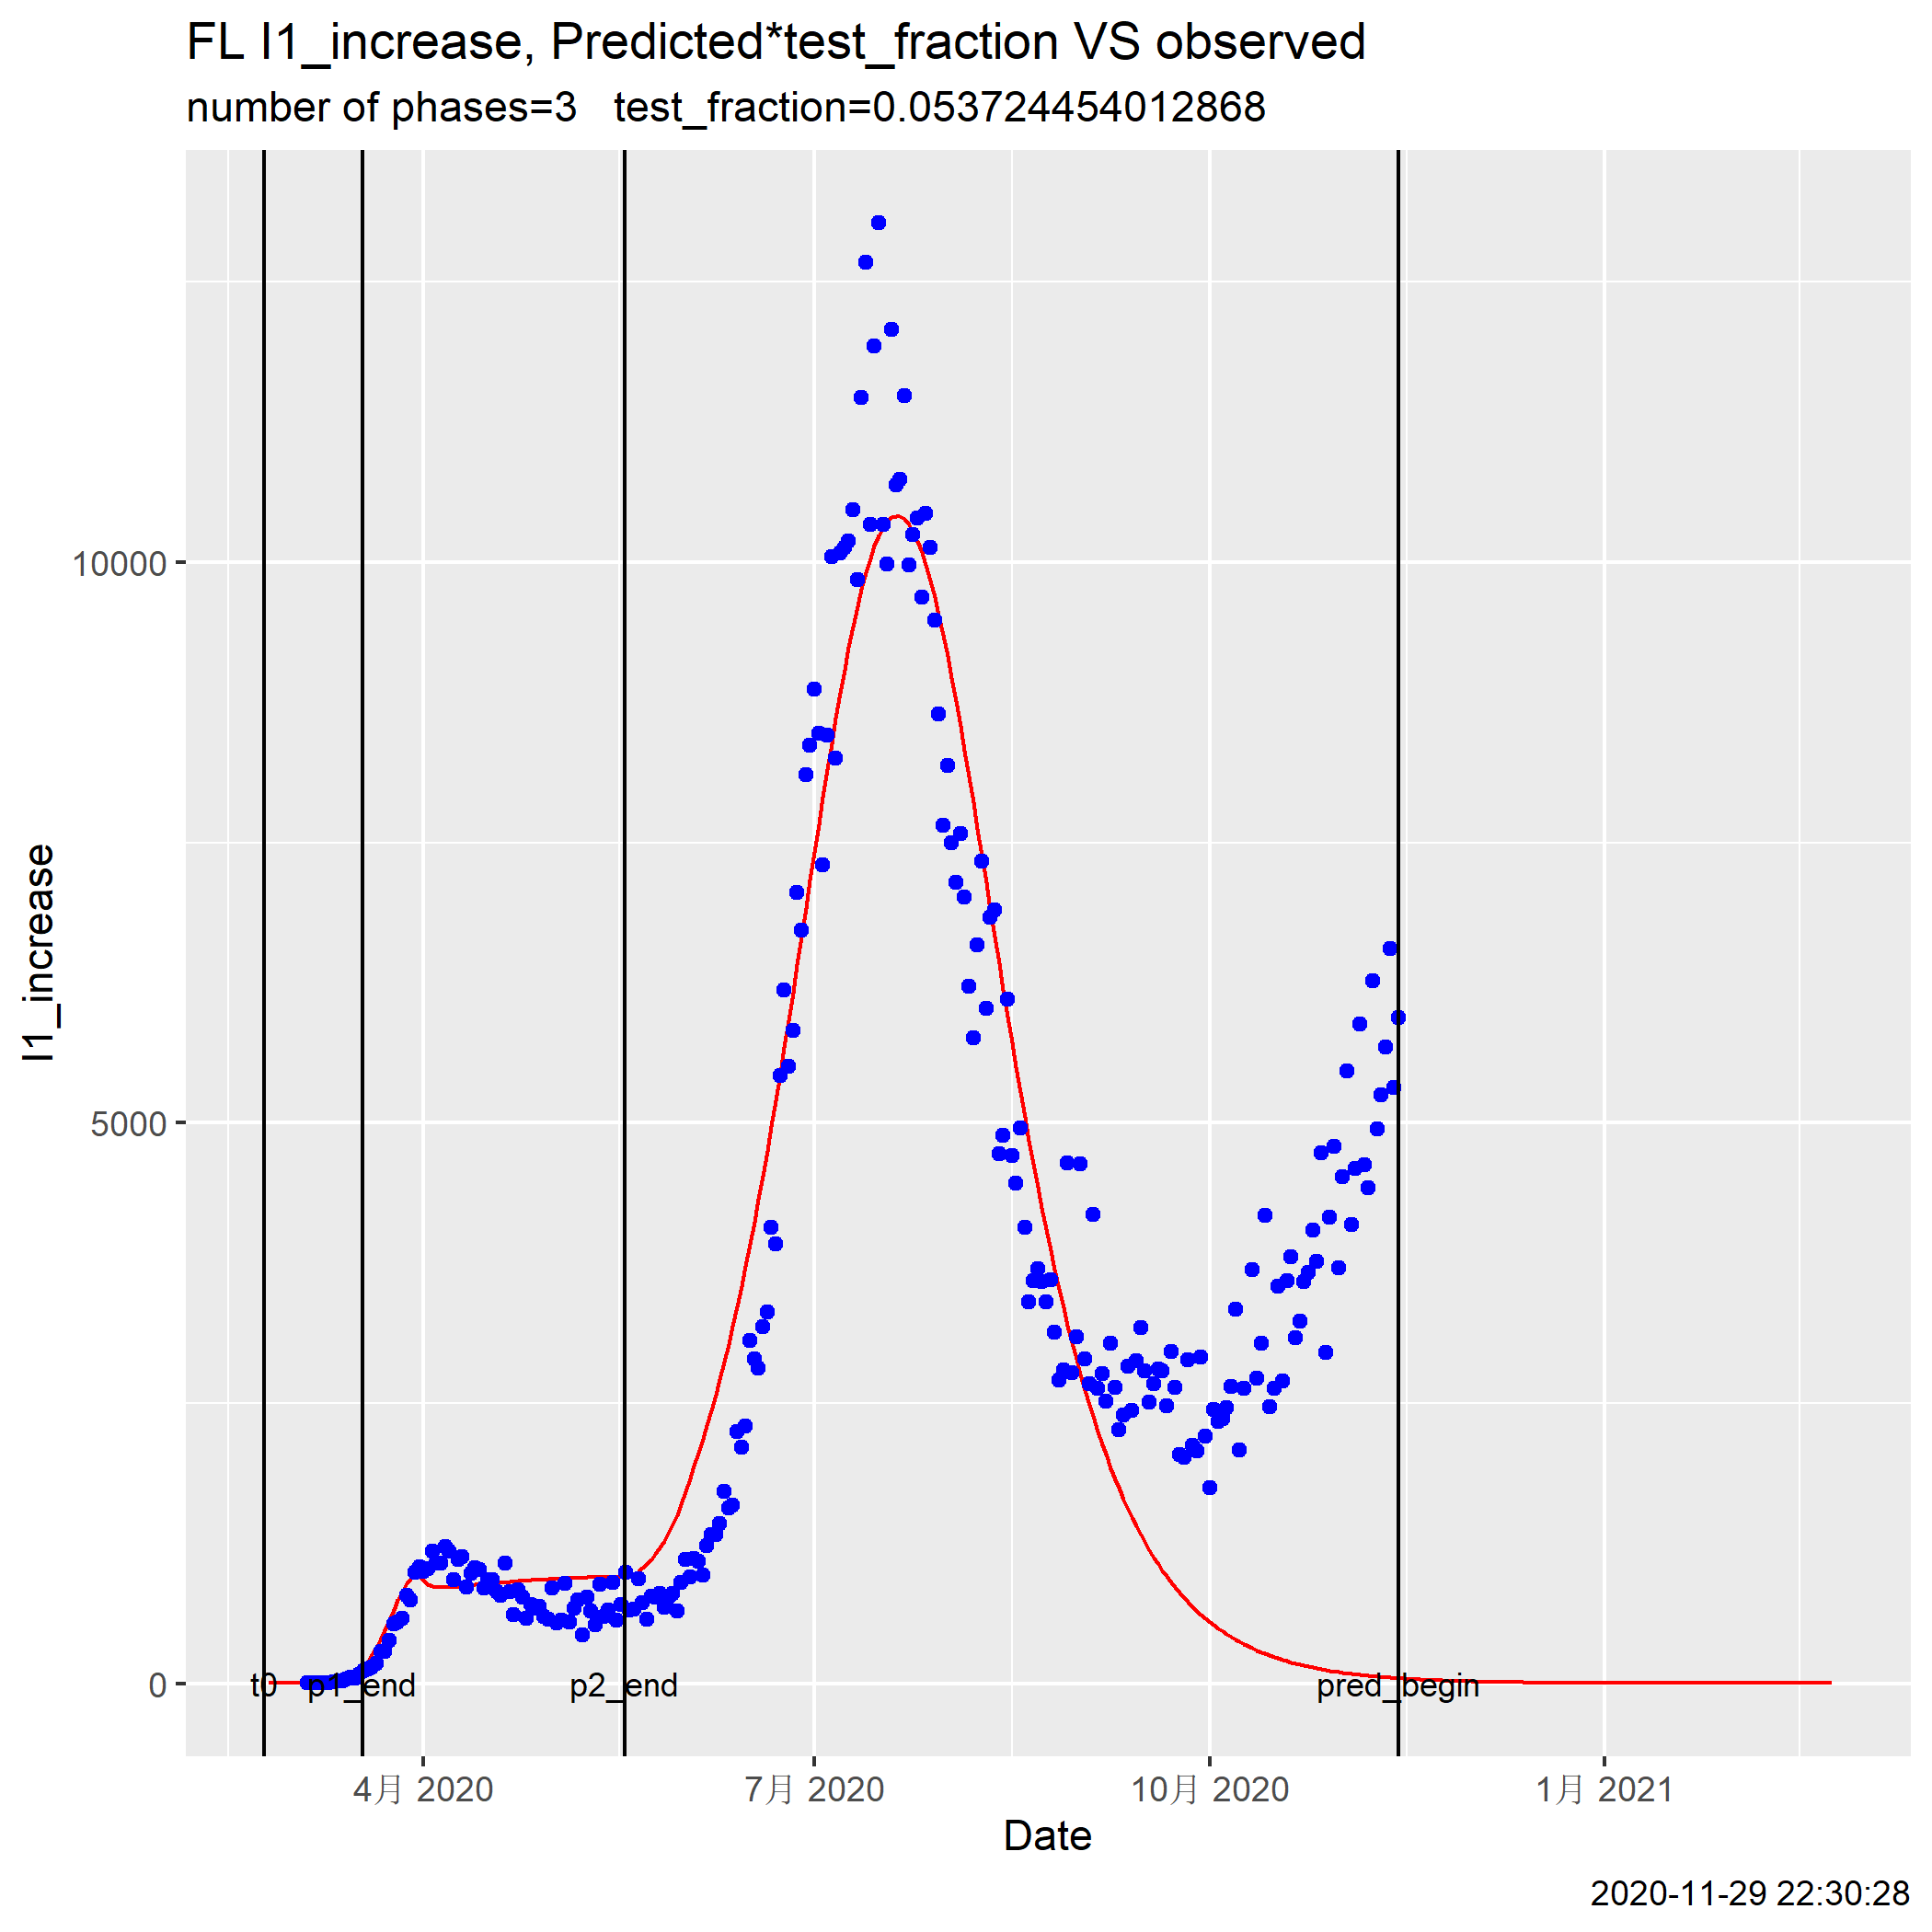 FL I1_increase, Predicted*test_fraction VS observed
number of phases=3   test_fraction=0.053724454012868
I1_increase
10000
5000
0
t0
p1_end
p2_end
pred_begin
4月 2020
7月 2020
10月 2020
1月 2021
Date
2020-11-29 22:30:28